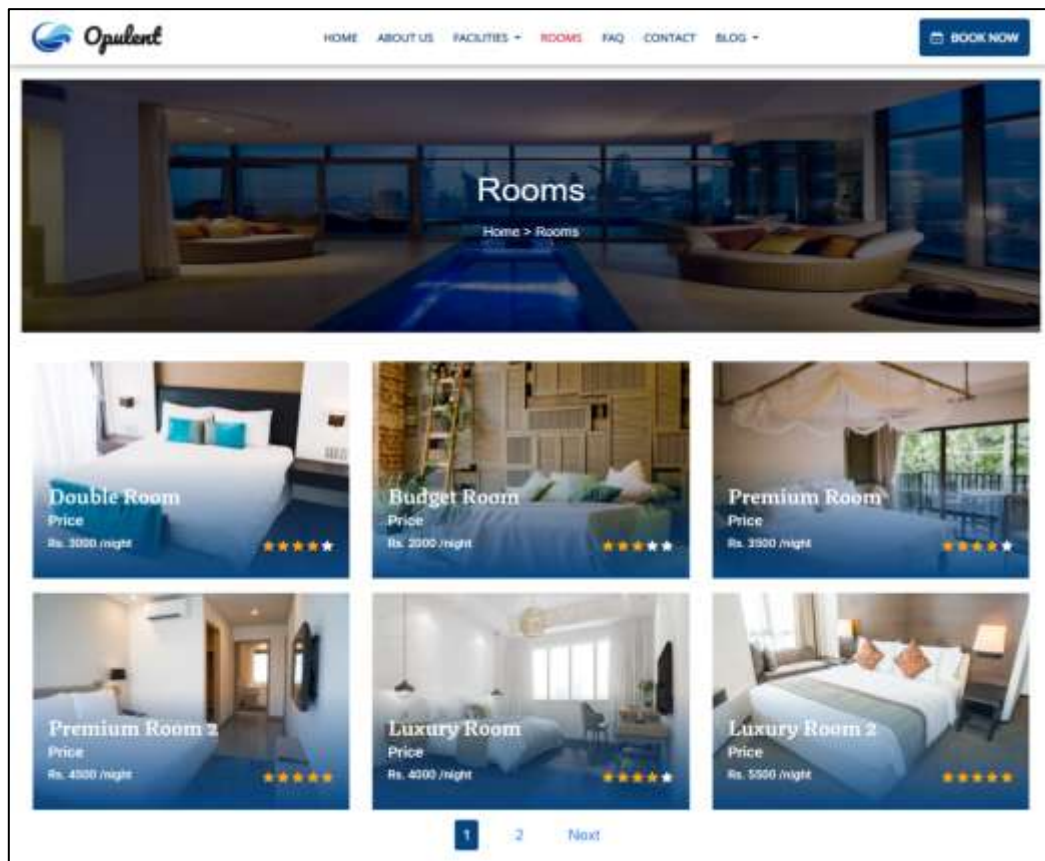 Opulent
HOME ABOUT US FACILITIES ROOMS FAQ CONTACT BLOG
BOOK NOW
Rooms
Home > Rooms
Double Room
Price
Rs. 3000 /night
Budget Room
Price
Rs. 2000 /night
Premium Room
Price
Rs. 3500 /night
Premium Room 2
Price
Rs. 4500 /night
Luxury Room
Price
Rs. 4000 /night
Luxury Room 2
Price
Rs. 5500 /night
1 2 Next